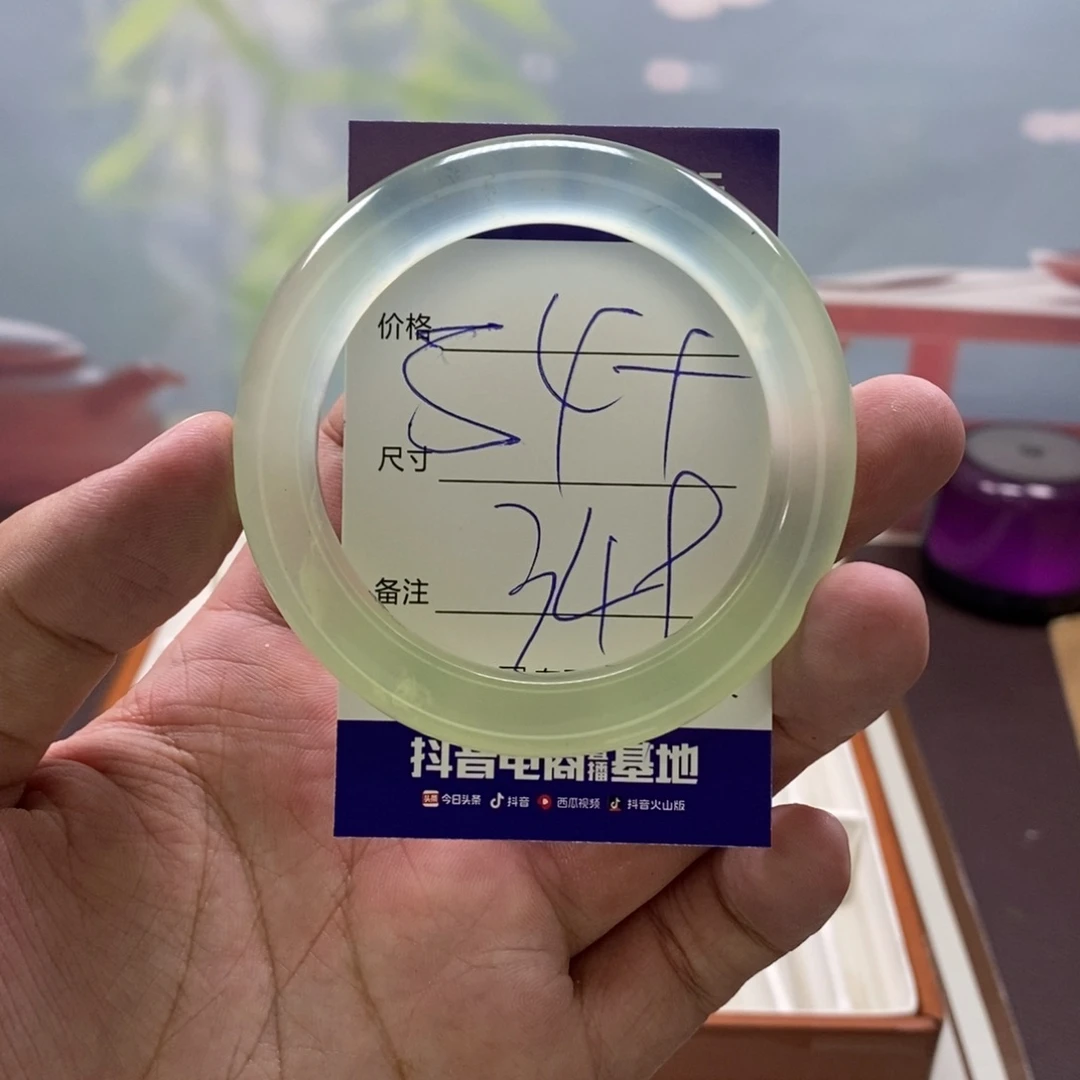 价格
尺寸
备注
348
抖音电商直播基地
今日头条 抖音 西瓜视频 抖音火山版